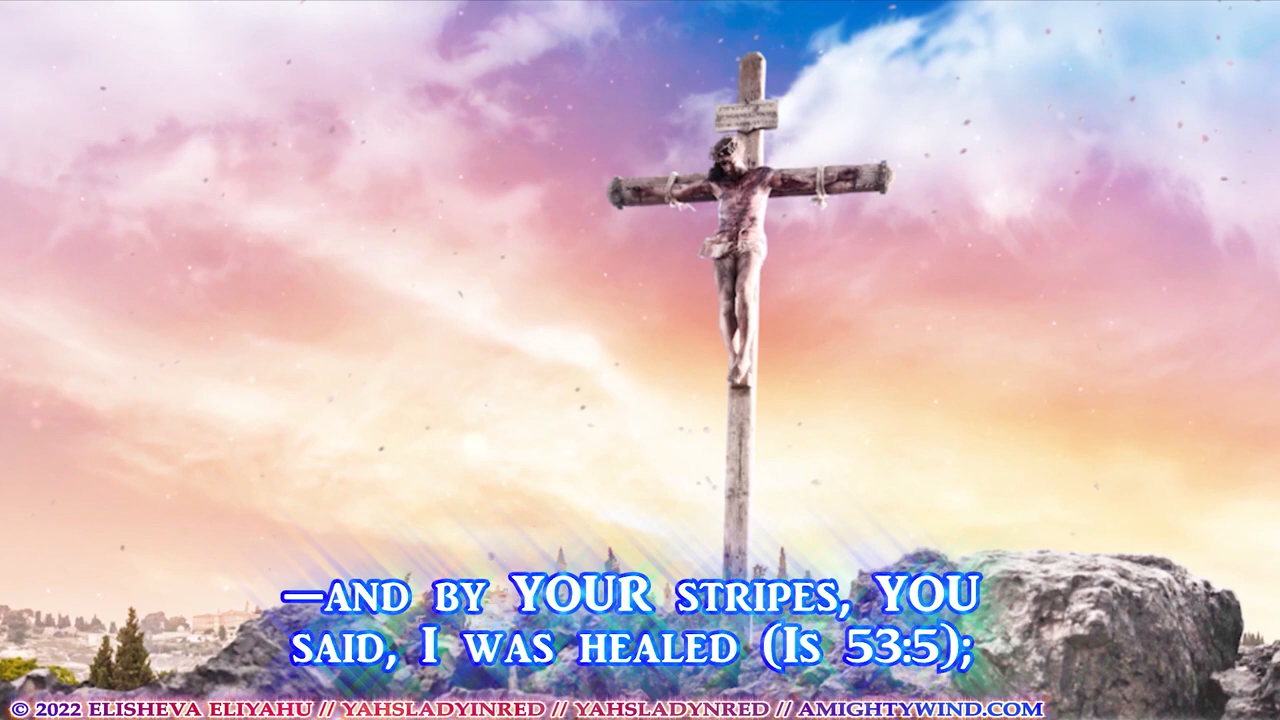 —AND BY YOUR STRIPES, YOU
SAID, I WAS HEALED (IS 53:5);
© 2022 ELISHEVA ELIYAHU // YAHSLADYINRED // YAHSLADYNRED // AMIGHTYWIND.COM